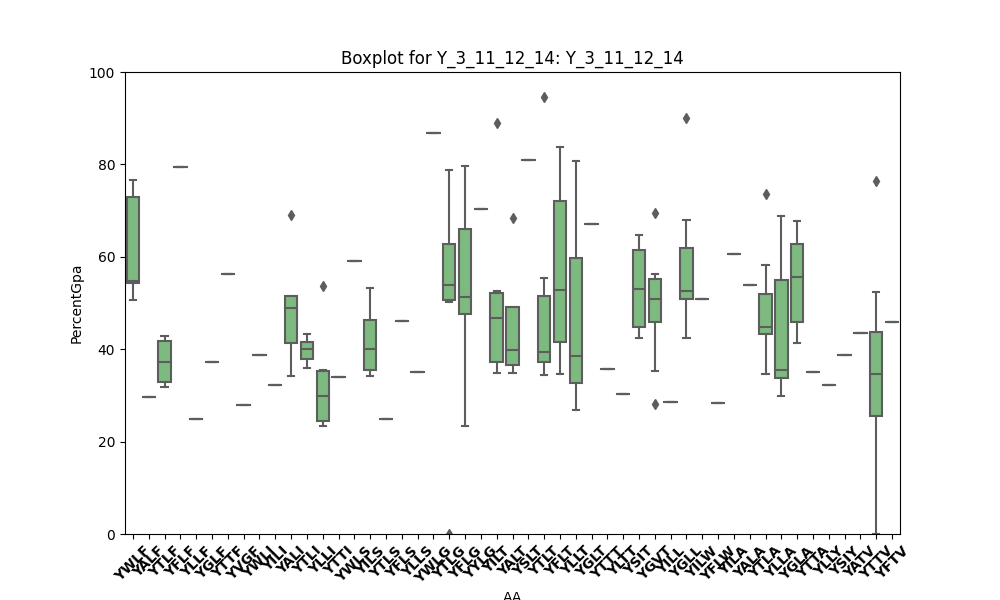 Boxplot for Y_3_11_12_14: Y_3_11_12_14
PercentGpa
100
80
60
40
20
0
YWLF YALF YTLF YFLF YLLF YGLF YTTF YVGF YWLI YILI YALI YTLI YLLI YTTI YWLS YILS YTLS YFLS YLLS YWLG YTLG YFLG YLLG YILT YALT YSLT YTLT YFLT YLLT YGLT YTTT YLTT YSIT YGVT YILL YGLL YILW YFLW YILA YALA YTLA YLLA YGLA YTTA YLLY YSIY YATV YTTV YFTV
AA